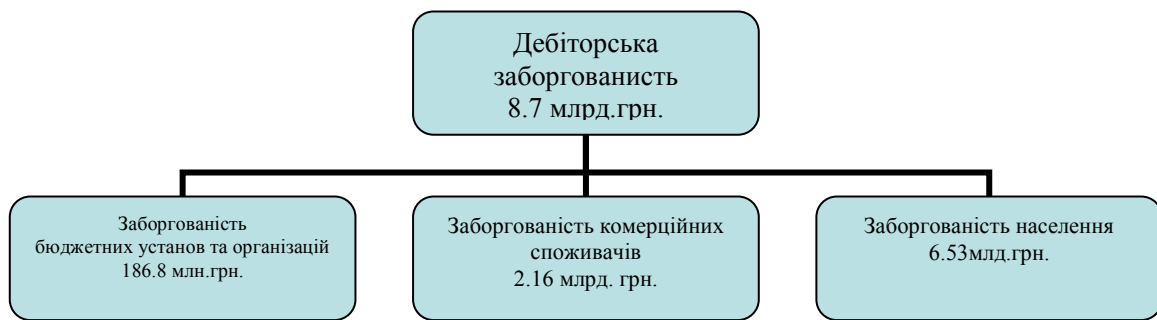 Дебіторська
заборгованисть
8.7 млрд.грн.
Заборгованість
бюджетних установ та організацій
186.8 млн.грн.
Заборгованість комерційних
споживачів
2.16 млрд. грн.
Заборгованість населення
6.53млд.грн.